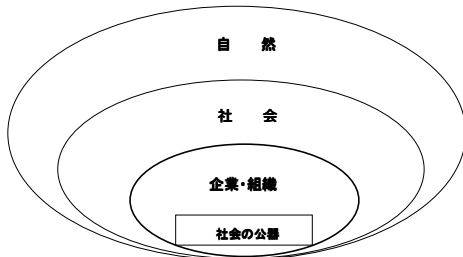 自　然
社　会
企業・組織
社会の公器